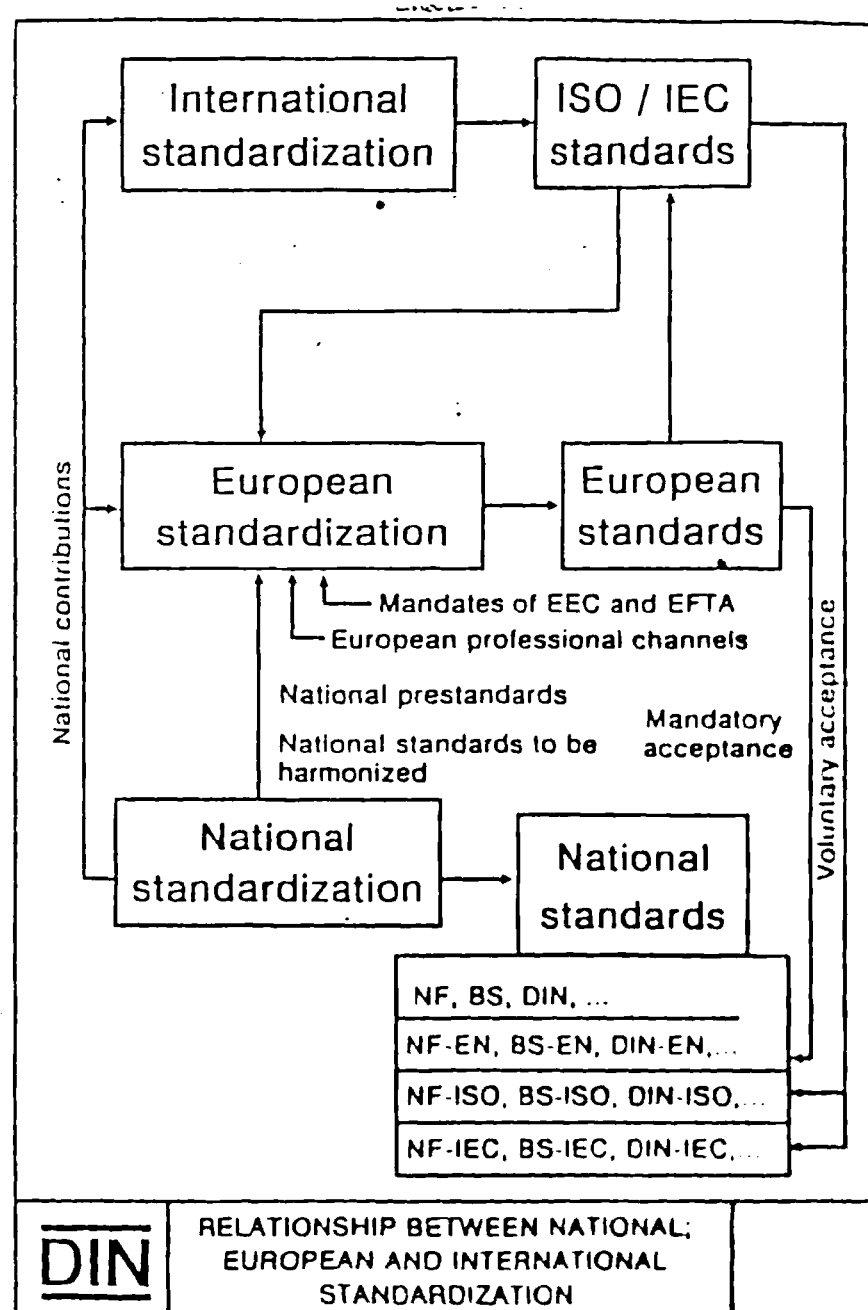 International
standardization
ISO / IEC
standards
National contributions
European
standardization
European
standards
Mandates of EEC and EFTA
European professional channels
National prestandards
National standards to be
harmonized
Mandatory
acceptance
Voluntary acceptance
National
standardization
National
standards
NF, BS, DIN, ...
NF-EN, BS-EN, DIN-EN,...
NF-ISO, BS-ISO, DIN-ISO,...
NF-IEC, BS-IEC, DIN-IEC,...
DIN
RELATIONSHIP BETWEEN NATIONAL;
EUROPEAN AND INTERNATIONAL
STANDARDIZATION